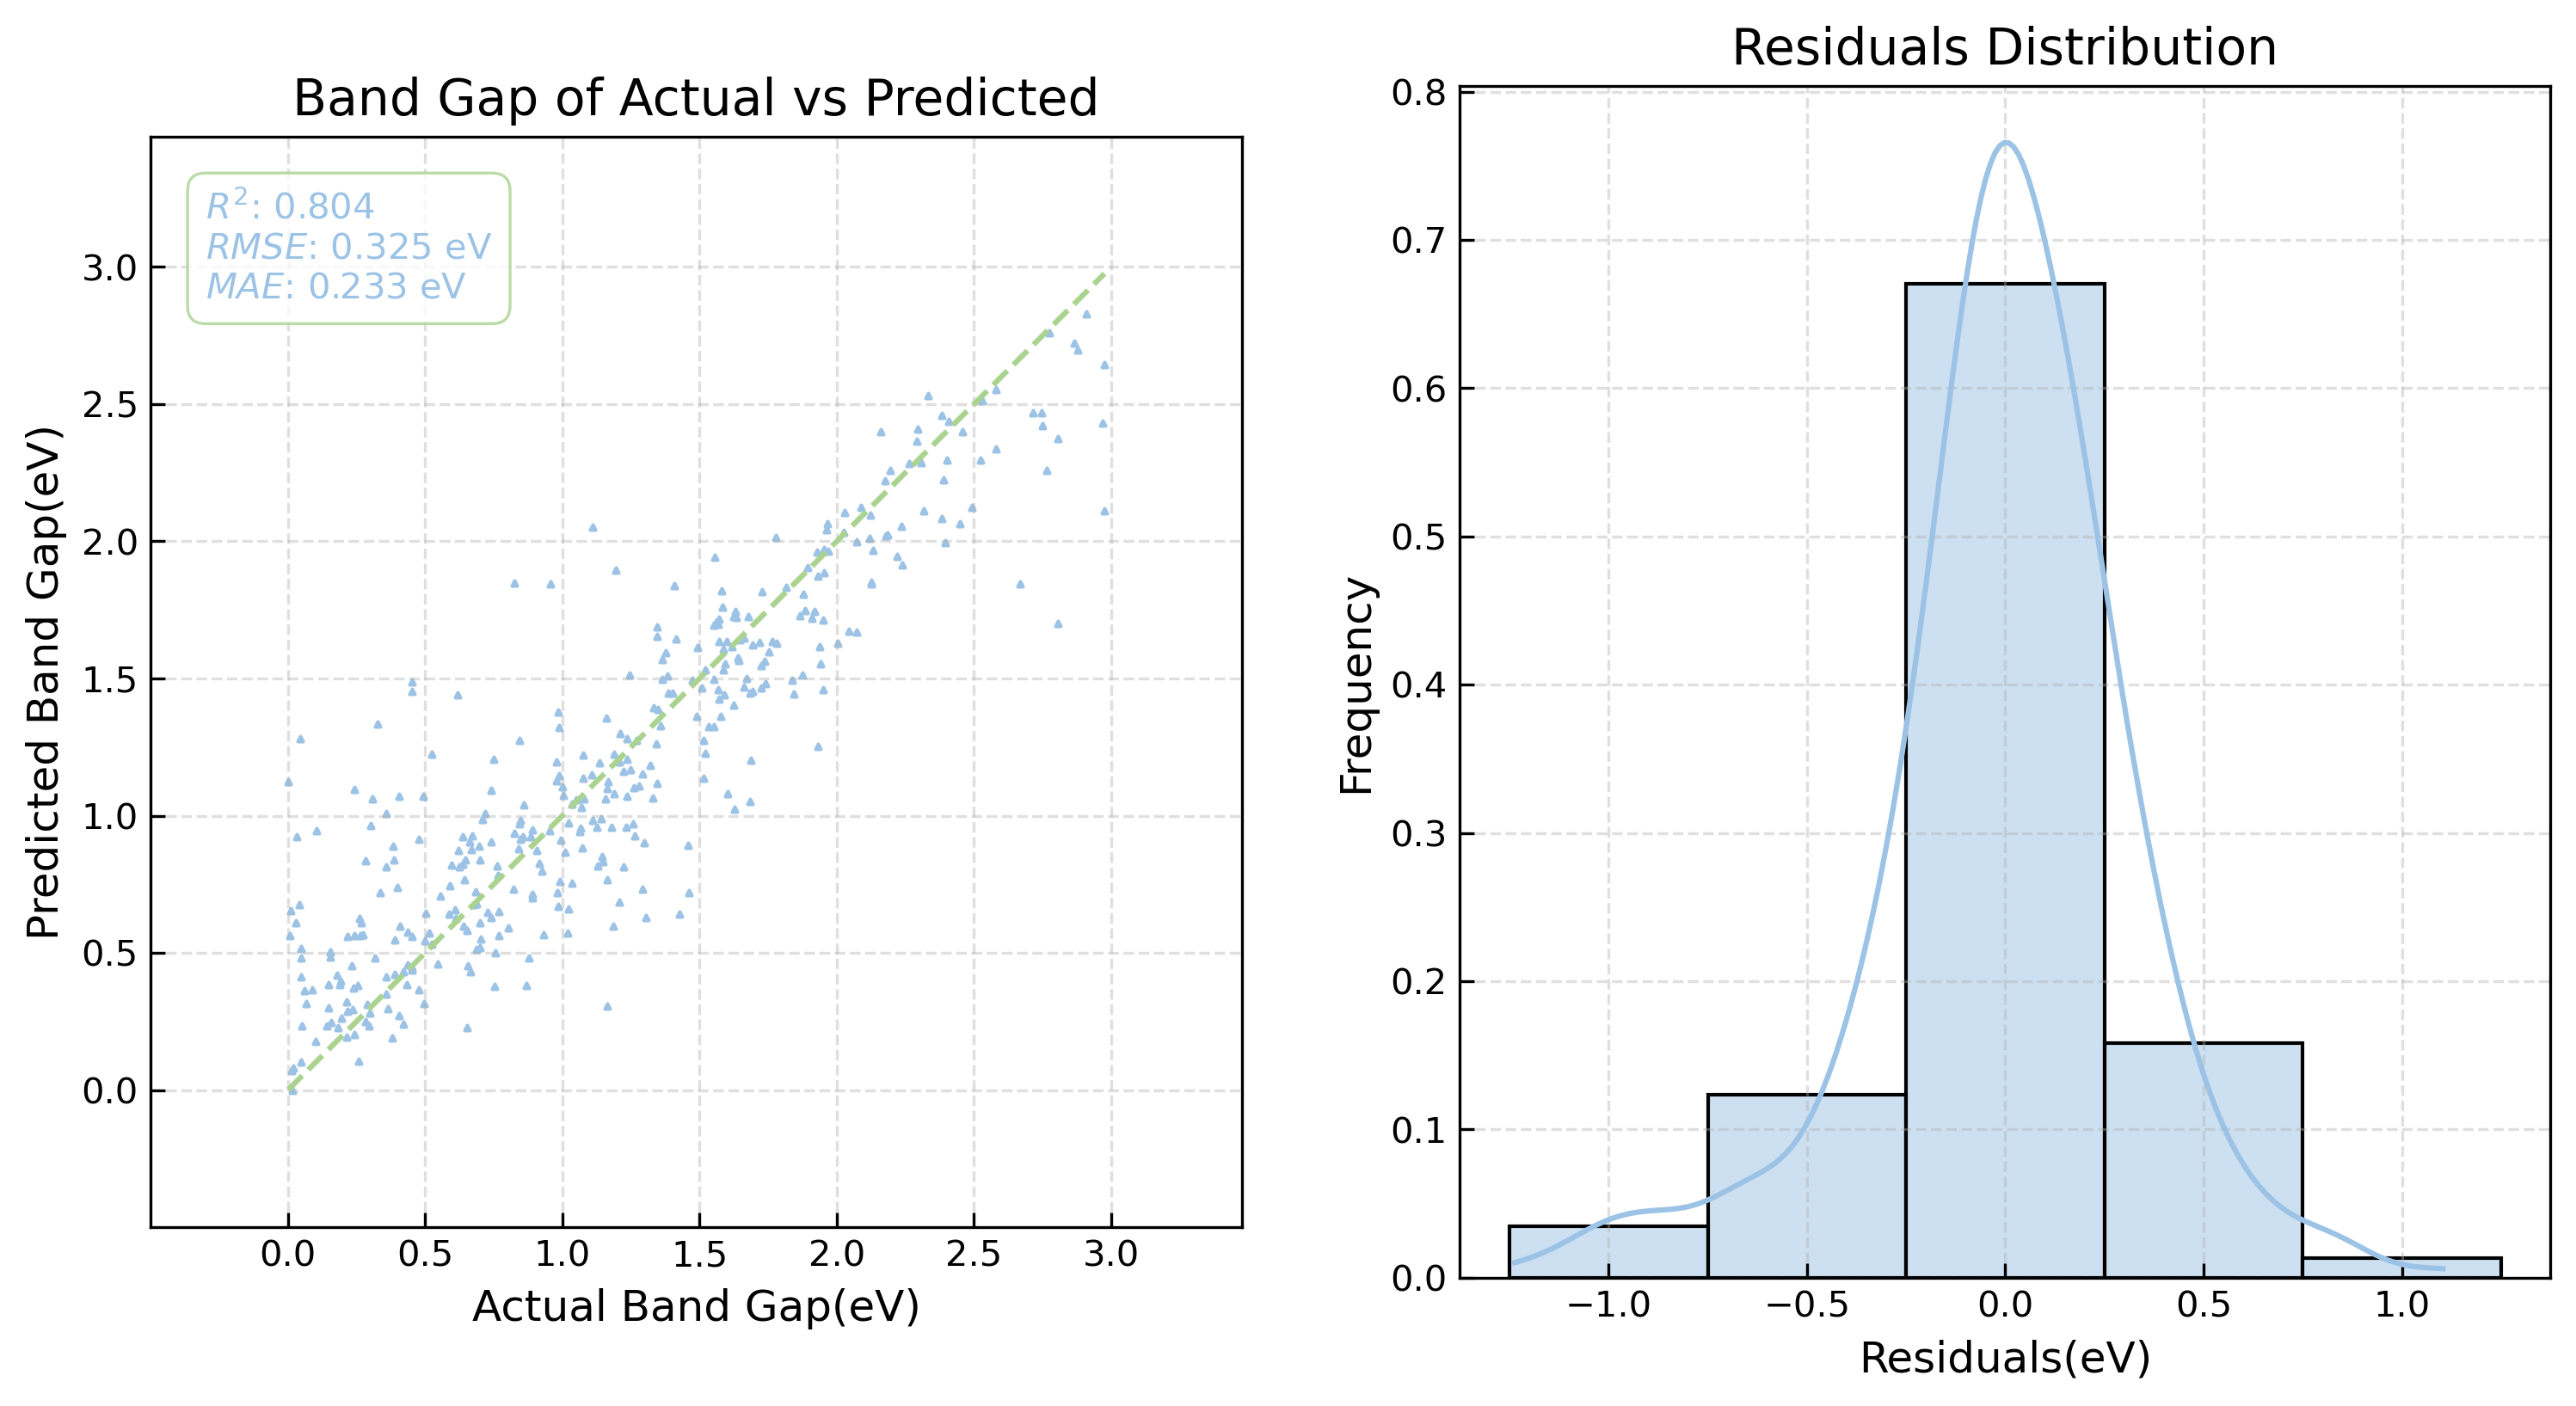 Band Gap of Actual vs Predicted
R²: 0.804
RMSE: 0.325 eV
MAE: 0.233 eV
3.0
2.5
2.0
1.5
1.0
0.5
0.0
Predicted Band Gap(eV)
0.0 0.5 1.0 1.5 2.0 2.5 3.0
Actual Band Gap(eV)
Residuals Distribution
0.8
0.7
0.6
0.5
0.4
0.3
0.2
0.1
0.0
Frequency
−1.0 −0.5 0.0 0.5 1.0
Residuals(eV)